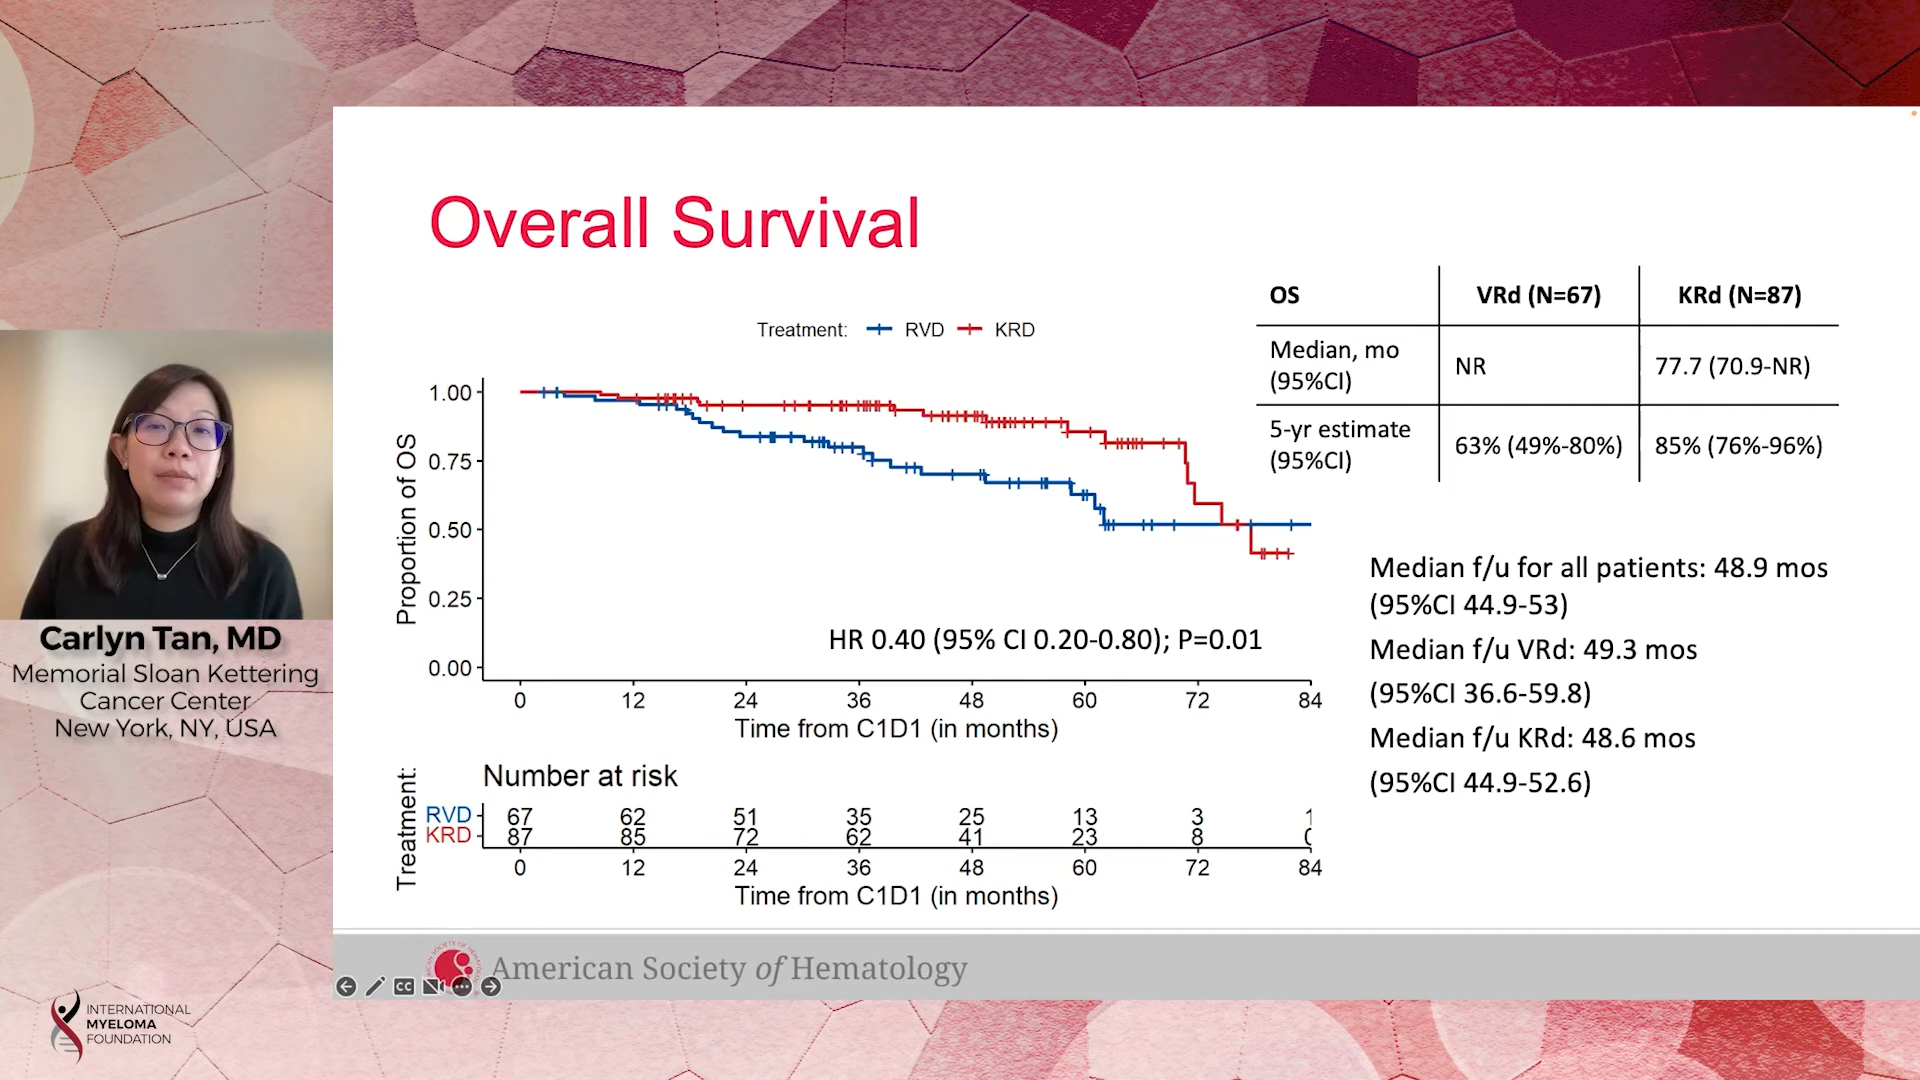 Overall Survival
Treatment: RVD KRD
1.00
0.75
0.50
0.25
0.00
Proportion of OS
HR 0.40 (95% CI 0.20-0.80); P=0.01
0 12 24 36 48 60 72 84
Time from C1D1 (in months)
Number at risk
Treatment:
RVD 67 62 51 35 25 13 3 1
KRD 87 85 72 62 41 23 8 0
0 12 24 36 48 60 72 84
Time from C1D1 (in months)
OS VRd (N=67) KRd (N=87)
Median, mo
(95%CI)
NR 77.7 (70.9-NR)
5-yr estimate
(95%CI)
63% (49%-80%) 85% (76%-96%)
Median f/u for all patients: 48.9 mos
(95%CI 44.9-53)
Median f/u VRd: 49.3 mos
(95%CI 36.6-59.8)
Median f/u KRd: 48.6 mos
(95%CI 44.9-52.6)
Carlyn Tan, MD
Memorial Sloan Kettering
Cancer Center
New York, NY, USA
American Society of Hematology
CC
INTERNATIONAL
MYELOMA
FOUNDATION